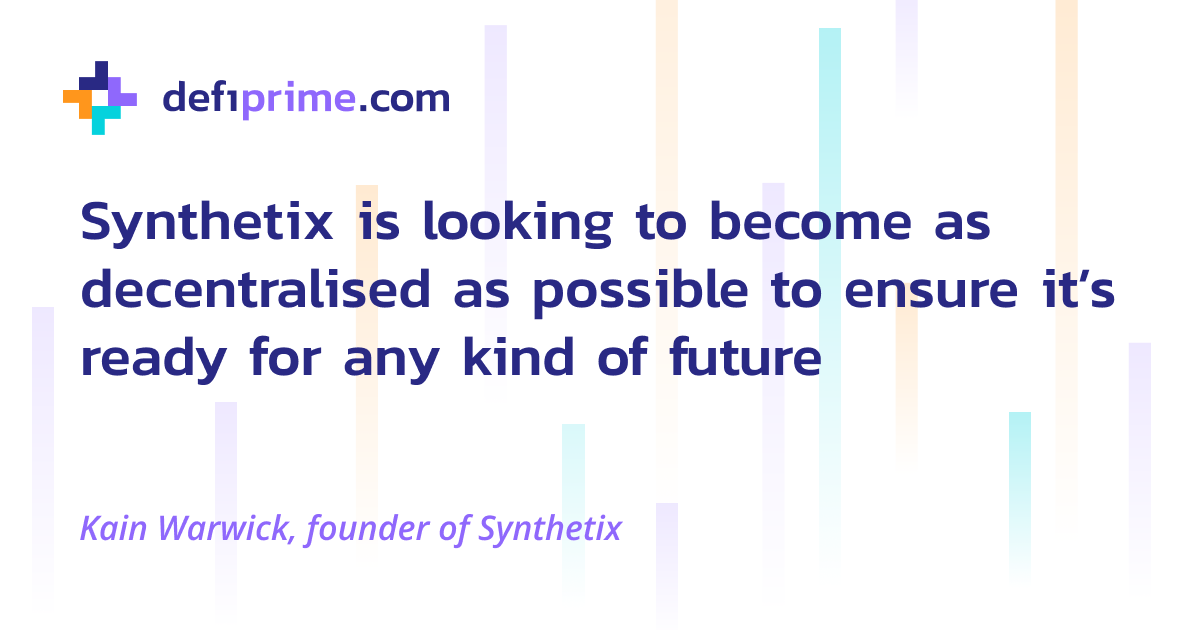 defiprime.com
Synthetix is looking to become as
decentralised as possible to ensure it’s
ready for any kind of future
Kain Warwick, founder of Synthetix